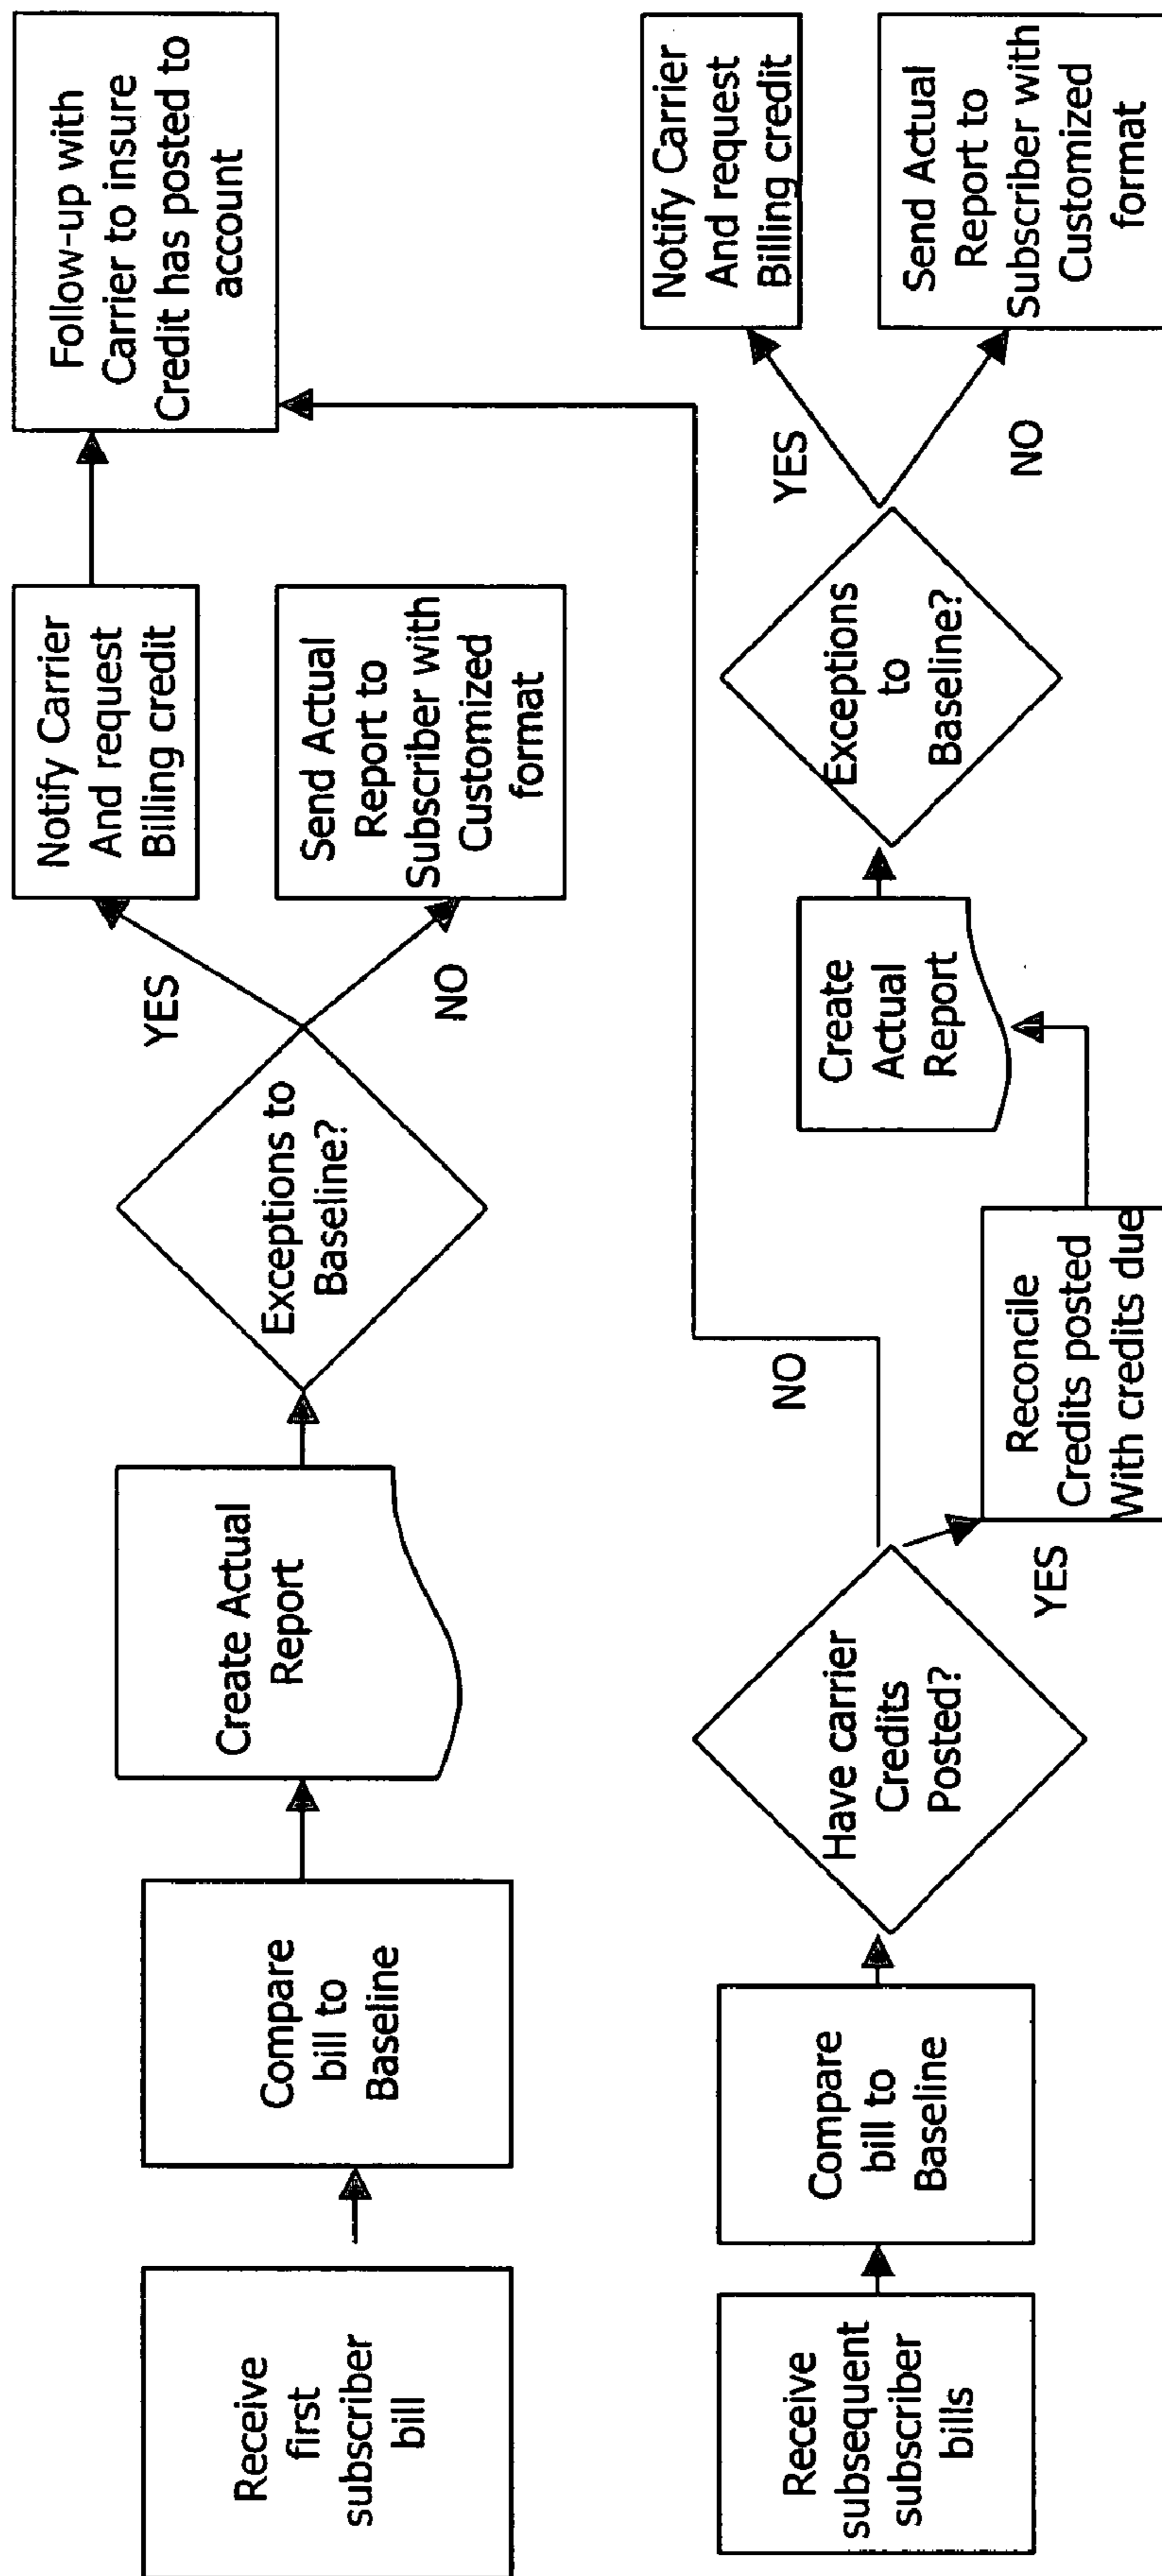 Receive
first
subscriber
bill
Compare
bill to
Baseline
Create Actual
Report
Exceptions to
Baseline?
YES
NO
Notify Carrier
And request
Billing credit
Send Actual
Report to
Subscriber with
Customized
format
Follow-up with
Carrier to insure
Credit has posted to
account
Receive
subsequent
subscriber
bills
Compare
bill to
Baseline
Have carrier
Credits
Posted?
NO
YES
Reconcile
Credits posted
With credits due
Create
Actual
Report
Exceptions
to
Baseline?
YES
NO
Notify Carrier
And request
Billing credit
Send Actual
Report to
Subscriber with
Customized
format